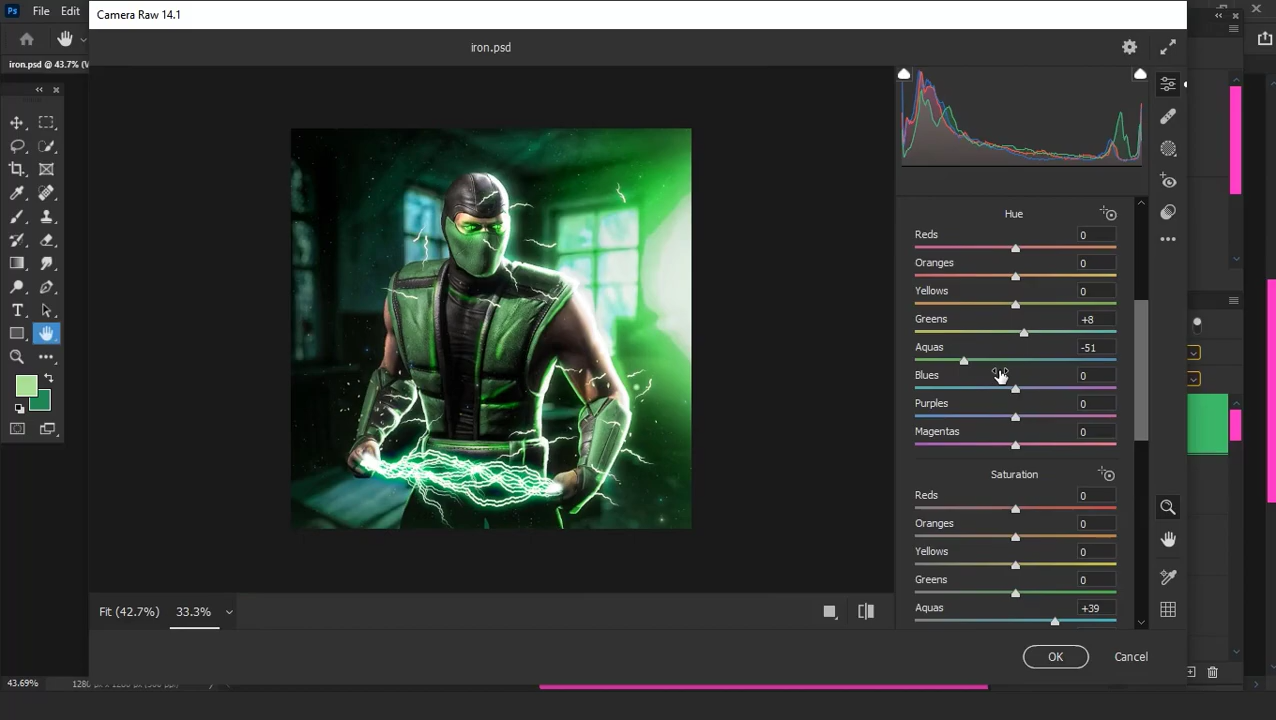 Ps File Edit
Camera Raw 14.1
iron.psd
iron.psd @ 43.7% (
Hue
Reds 0
Oranges 0
Yellows 0
Greens +8
Aquas -51
Blues 0
Purples 0
Magentas 0
Saturation
Reds 0
Oranges 0
Yellows 0
Greens 0
Aquas +39
Fit (42.7%) 33.3%
OK Cancel
43.69%